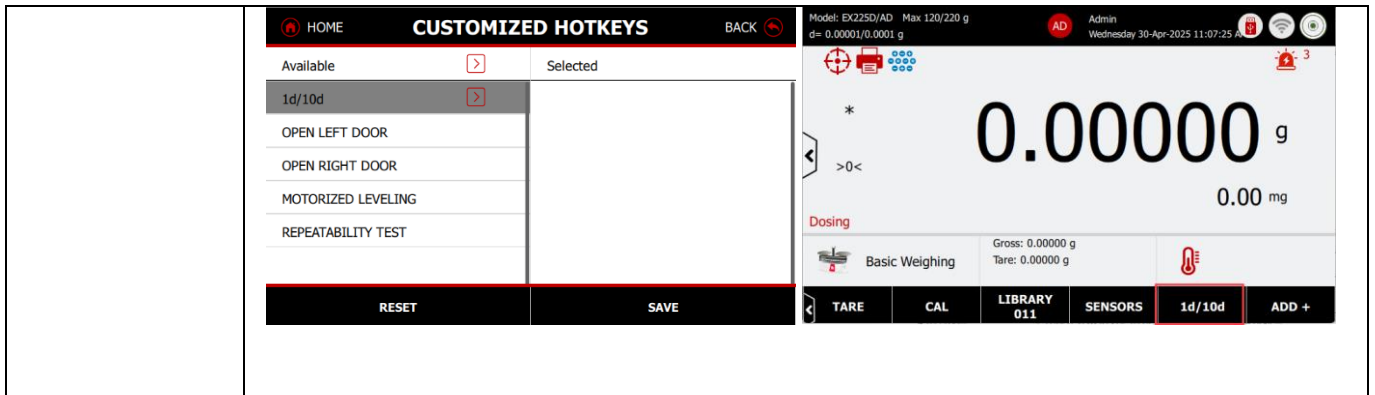 HOME CUSTOMIZED HOTKEYS BACK
Available Selected
1d/10d
OPEN LEFT DOOR
OPEN RIGHT DOOR
MOTORIZED LEVELING
REPEATABILITY TEST
RESET SAVE
Model: EX225D/AD Max 120/220 g
d= 0.00001/0.0001 g
AD
Admin
Wednesday 30-Apr-2025 11:07:25
3
*
0.00000 g
>0<
0.00 mg
Dosing
Basic Weighing
Gross: 0.00000 g
Tare: 0.00000 g
TARE CAL LIBRARY 011 SENSORS 1d/10d ADD +